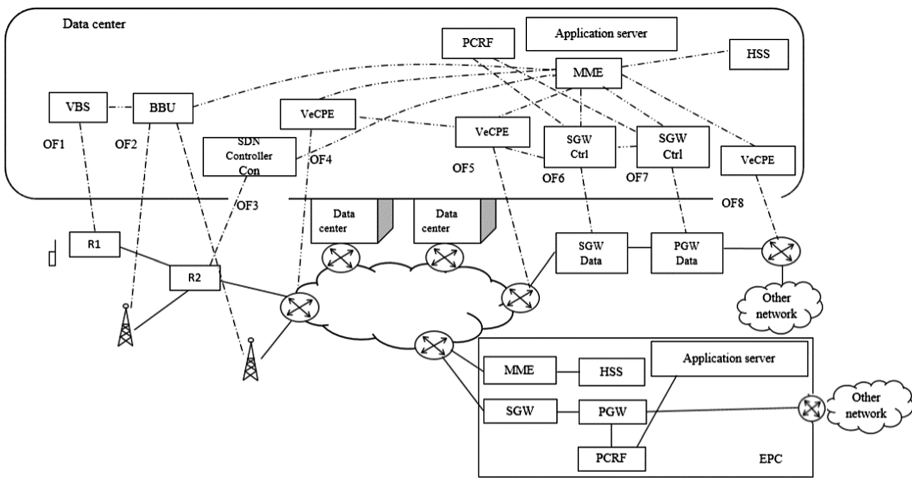 Data center
PCRF
Application server
HSS
MME
VBS
BBU
VeCPE
VeCPE
SGW
Ctrl
SGW
Ctrl
VeCPE
OF1
OF2
SDN
Controller
Con
OF4
OF5
OF6
OF7
OF3
OF8
Data
center
Data
center
R1
R2
SGW
Data
PGW
Data
Other
network
MME
HSS
Application server
SGW
PGW
PCRF
EPC
Other
network